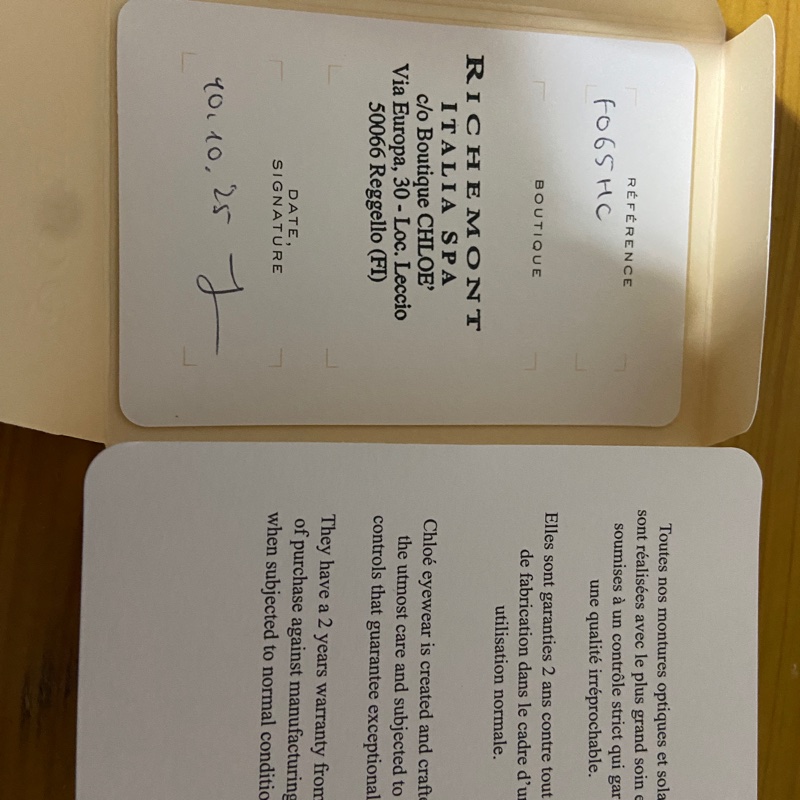 RÉFÉRENCE
F065HC
BOUTIQUE
RICHEMONT
ITALIA SPA
c/o Boutique CHLOE'
Via Europa, 30 - Loc. Leccio
50066 Reggello (FI)
DATE,
SIGNATURE
10.10.25
Toutes nos montures optiques et
sont réalisées avec le plus grand soin
soumises à un contrôle strict qui
une qualité irréprochable.
Elles sont garanties 2 ans contre tout
de fabrication dans le cadre
utilisation normale.
Chloé eyewear is created and
the utmost care and subjected to
controls that guarantee exceptional
They have a 2 years warranty from
of purchase against manufacturing
when subjected to normal